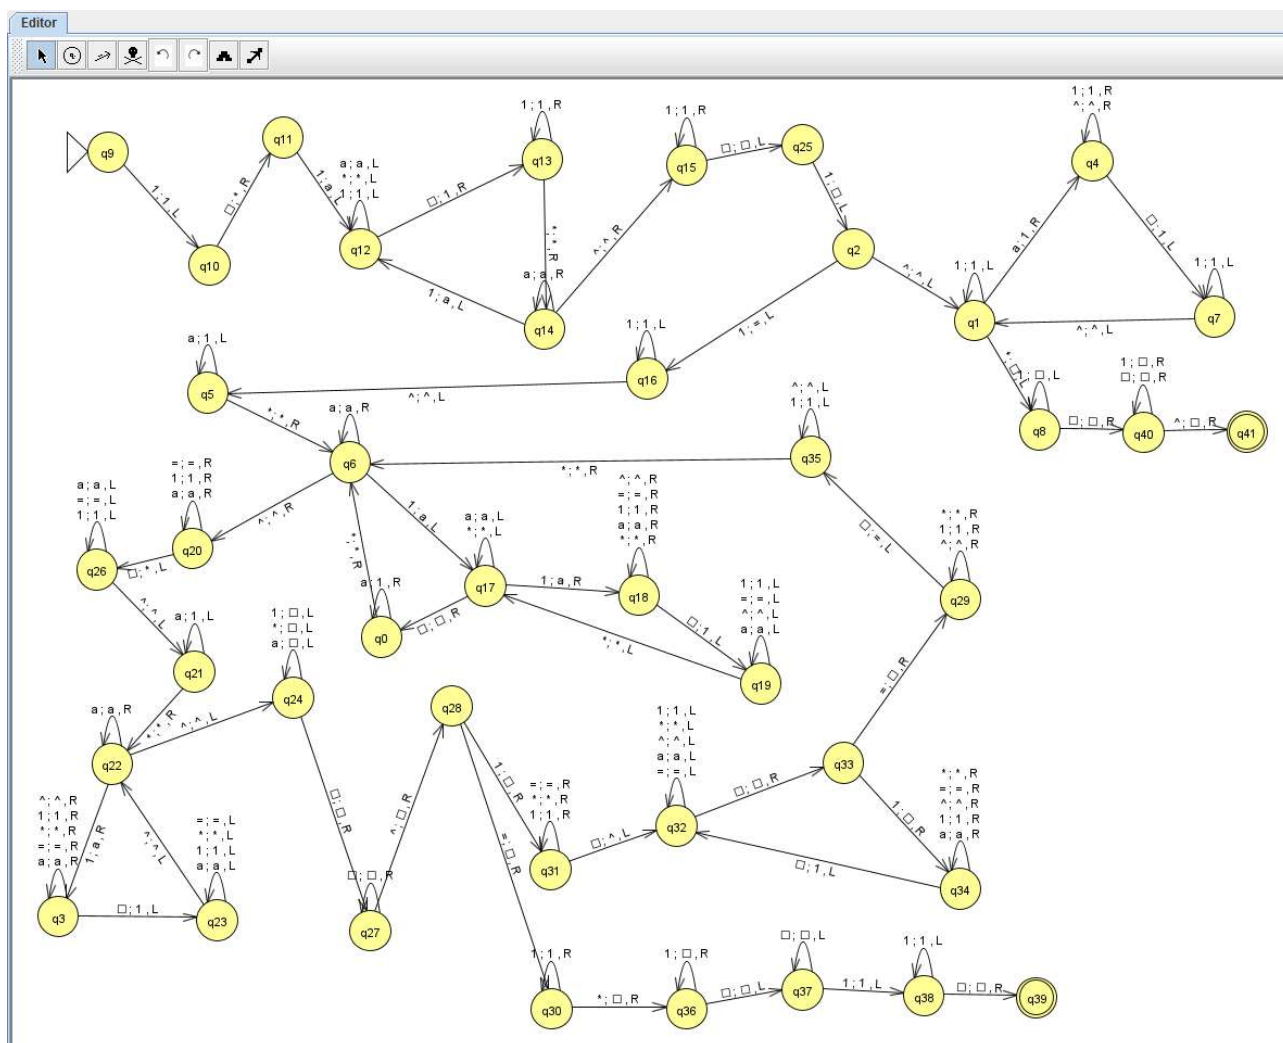 Editor
q9
1 ; 1 , L
q10
□ ; * , R
q11
1 ; a , L
a ; a , L
* ; * , L
1 ; 1 , L
q12
□ ; 1 , R
1 ; 1 , R
q13
* ; * , R
a ; a , R
q14
1 ; a , L
^ ; ^ , R
1 ; 1 , R
q15
□ ; □ , L
q25
1 ; □ , L
q2
^ ; ^ , L
1 ; = , L
1 ; 1 , L
q1
a ; 1 , R
1 ; 1 , R
^ ; ^ , R
q4
□ ; 1 , L
1 ; 1 , L
q7
^ ; ^ , L
* ; □ , L
1 ; □ , L
q8
□ ; □ , R
1 ; □ , R
□ ; □ , R
q40
^ ; □ , R
q41
1 ; 1 , L
q16
^ ; ^ , L
a ; 1 , L
q5
* ; * , R
a ; a , R
q6
^ ; ^ , R
1 ; a , L
* ; * , R
^ ; ^ , L
1 ; 1 , L
q35
* ; * , R
= ; = , R
1 ; 1 , R
a ; a , R
q20
□ ; * , L
a ; a , L
= ; = , L
1 ; 1 , L
q26
^ ; ^ , L
a ; 1 , L
q21
* ; * , R
a ; a , L
* ; * , L
q17
□ ; □ , R
a ; 1 , R
q0
1 ; a , R
^ ; ^ , R
= ; = , R
1 ; 1 , R
a ; a , R
* ; * , R
q18
□ ; 1 , L
1 ; 1 , L
= ; = , L
^ ; ^ , L
a ; a , L
q19
* ; * , L
* ; * , R
1 ; 1 , R
^ ; ^ , R
q29
□ ; = , L
1 ; □ , L
* ; □ , L
a ; □ , L
q24
□ ; □ , R
a ; a , R
q22
^ ; ^ , L
1 ; a , R
^ ; ^ , R
1 ; 1 , R
* ; * , R
= ; = , R
a ; a , R
q3
□ ; 1 , L
= ; = , L
* ; * , L
1 ; 1 , L
a ; a , L
q23
^ ; ^ , L
□ ; □ , R
q27
^ ; □ , R
q28
1 ; □ , R
= ; □ , R
= ; = , R
* ; * , R
1 ; 1 , R
q31
□ ; ^ , L
1 ; 1 , L
* ; * , L
^ ; ^ , L
a ; a , L
= ; = , L
q32
□ ; □ , R
q33
= ; □ , R
1 ; □ , R
* ; * , R
= ; = , R
^ ; ^ , R
1 ; 1 , R
a ; a , R
q34
□ ; 1 , L
1 ; 1 , R
q30
* ; □ , R
1 ; □ , R
q36
□ ; □ , L
□ ; □ , L
q37
1 ; 1 , L
1 ; 1 , L
q38
□ ; □ , R
q39